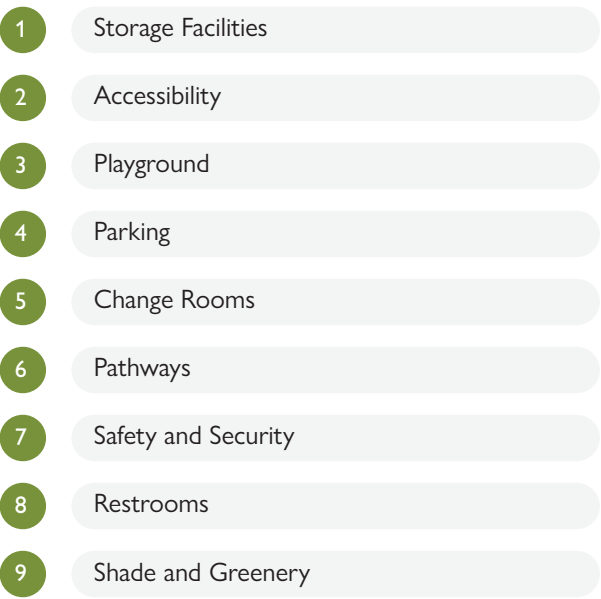 1 Storage Facilities
2 Accessibility
3 Playground
4 Parking
5 Change Rooms
6 Pathways
7 Safety and Security
8 Restrooms
9 Shade and Greenery